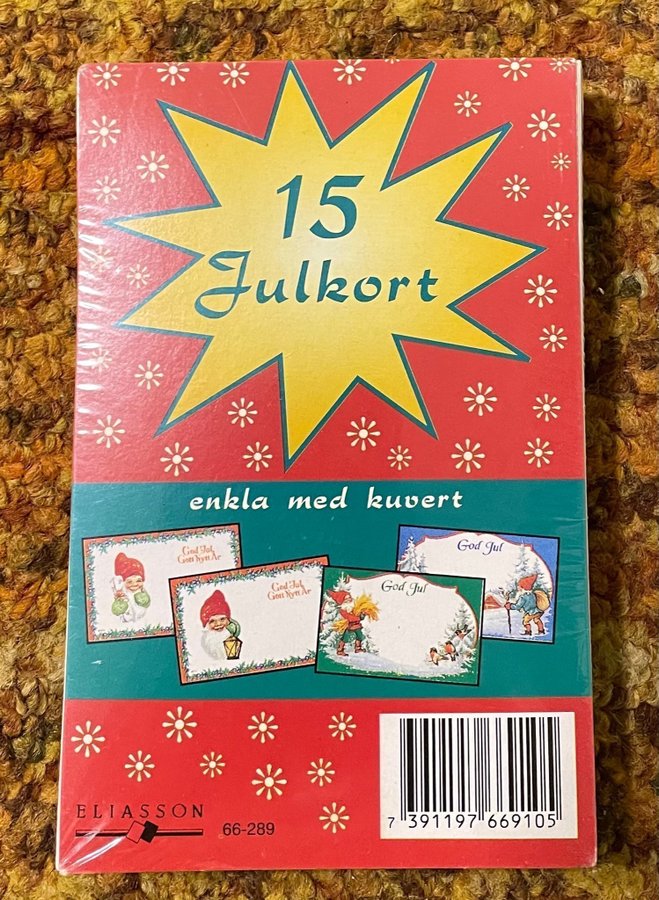 15
Julkort
enkla med kuvert
God Jul
Gott Nytt År
God Jul
God Jul
Gott Nytt År
God Jul
ELIASSON
66-289
7 391197 669105